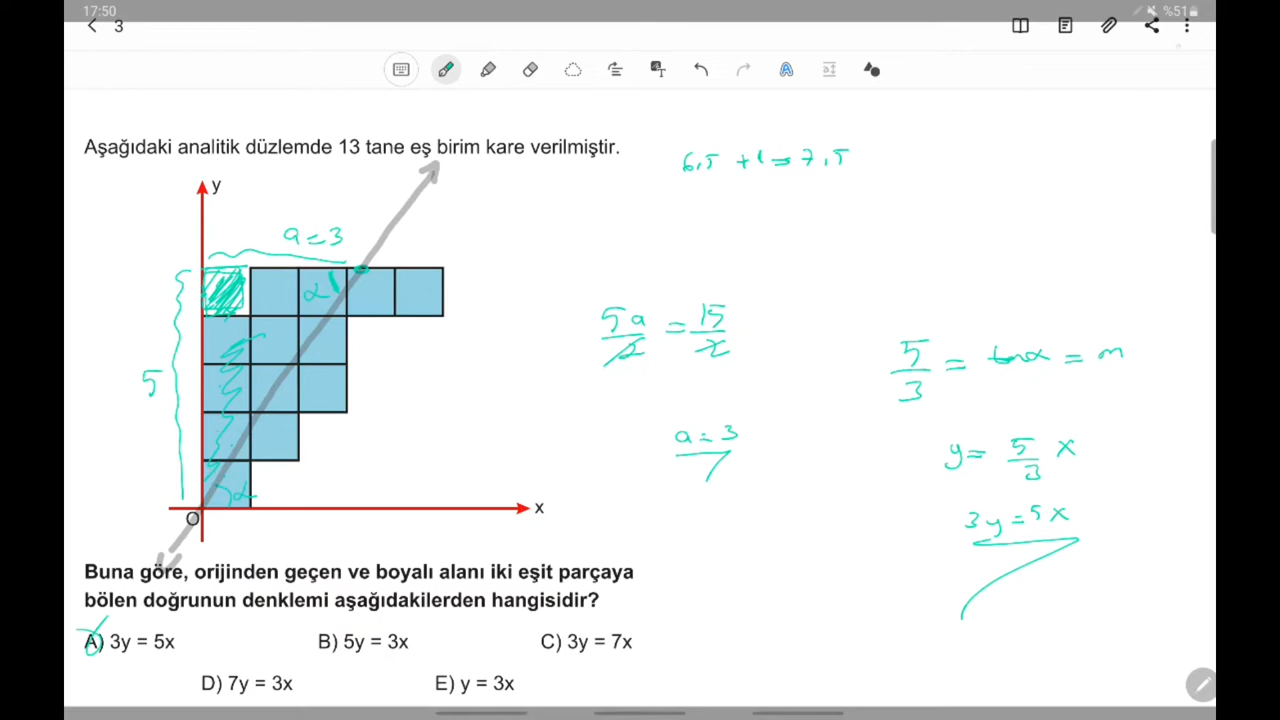 17:50
%51
3
Aşağıdaki analitik düzlemde 13 tane eş birim kare verilmiştir.
6,5 + 1 = 7,5
y
a = 3
α
5a/2 = 15/2
5/3 = tanα = m
5
a = 3
y = 5/3 x
α
x
O
3y = 5x
Buna göre, orijinden geçen ve boyalı alanı iki eşit parçaya
bölen doğrunun denklemi aşağıdakilerden hangisidir?
A) 3y = 5x B) 5y = 3x C) 3y = 7x
D) 7y = 3x E) y = 3x